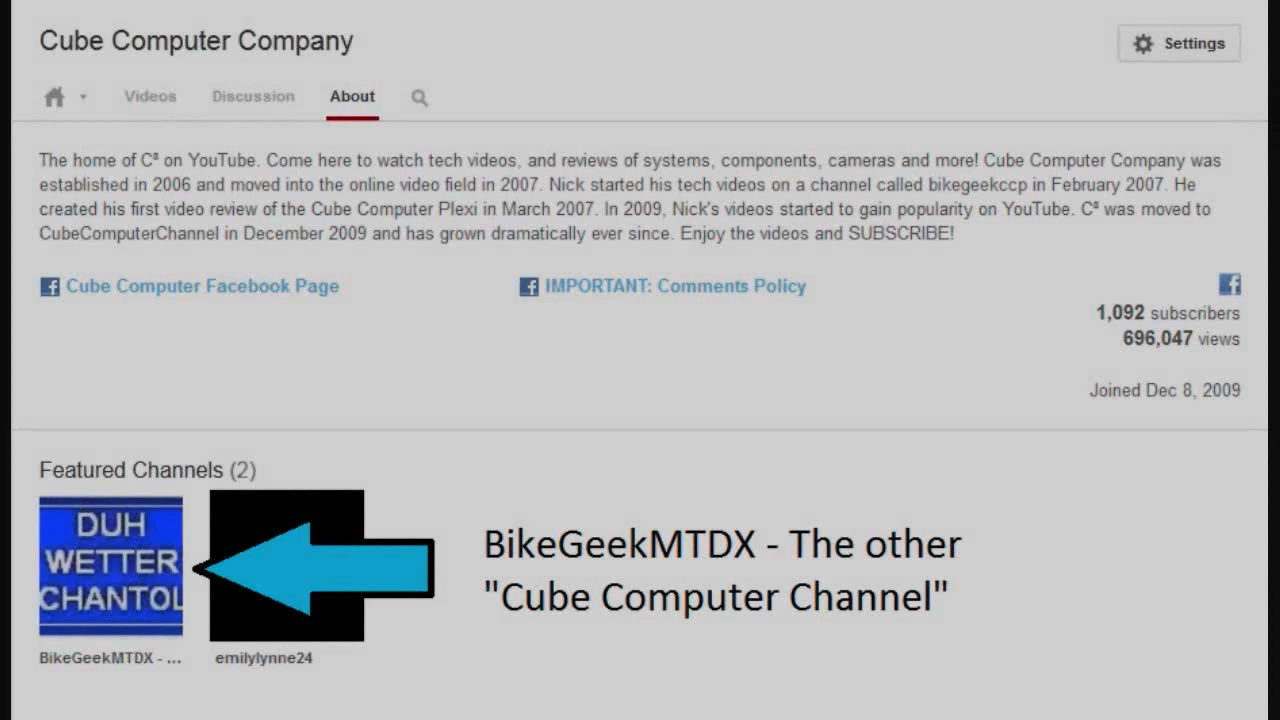 Cube Computer Company
Settings
Videos Discussion About
The home of C³ on YouTube. Come here to watch tech videos, and reviews of systems, components, cameras and more! Cube Computer Company was
established in 2006 and moved into the online video field in 2007. Nick started his tech videos on a channel called bikegeekccp in February 2007. He
created his first video review of the Cube Computer Plexi in March 2007. In 2009, Nick's videos started to gain popularity on YouTube. C³ was moved to
CubeComputerChannel in December 2009 and has grown dramatically ever since. Enjoy the videos and SUBSCRIBE!
Cube Computer Facebook Page
IMPORTANT: Comments Policy
1,092 subscribers
696,047 views
Joined Dec 8, 2009
Featured Channels (2)
DUH
WETTER
CHANTOL
BikeGeekMTDX - The other
"Cube Computer Channel"
BikeGeekMTDX - ...
emilylynne24